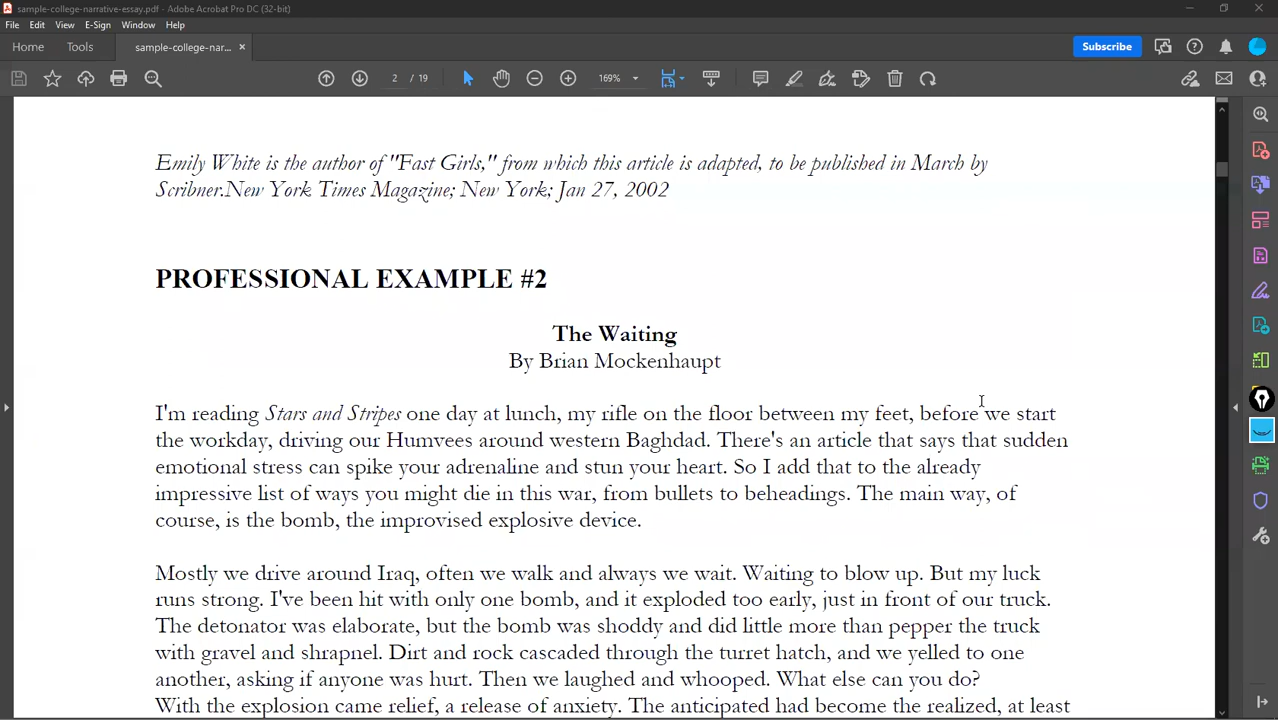 sample-college-narrative-essay.pdf - Adobe Acrobat Pro DC (32-bit)
File Edit View E-Sign Window Help
Home Tools sample-college-nar... × Subscribe
2 / 19 169%
Emily White is the author of "Fast Girls," from which this article is adapted, to be published in March by
Scribner.New York Times Magazine; New York; Jan 27, 2002
PROFESSIONAL EXAMPLE #2
The Waiting
By Brian Mockenhaupt
I'm reading Stars and Stripes one day at lunch, my rifle on the floor between my feet, before we start
the workday, driving our Humvees around western Baghdad. There's an article that says that sudden
emotional stress can spike your adrenaline and stun your heart. So I add that to the already
impressive list of ways you might die in this war, from bullets to beheadings. The main way, of
course, is the bomb, the improvised explosive device.
Mostly we drive around Iraq, often we walk and always we wait. Waiting to blow up. But my luck
runs strong. I've been hit with only one bomb, and it exploded too early, just in front of our truck.
The detonator was elaborate, but the bomb was shoddy and did little more than pepper the truck
with gravel and shrapnel. Dirt and rock cascaded through the turret hatch, and we yelled to one
another, asking if anyone was hurt. Then we laughed and whooped. What else can you do?
With the explosion came relief, a release of anxiety. The anticipated had become the realized, at least